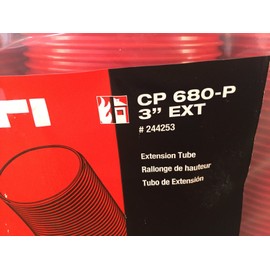 CP 680-P
3” EXT
# 244253
Extension Tube
Rallonge de hauteur
Tubo de Extensión